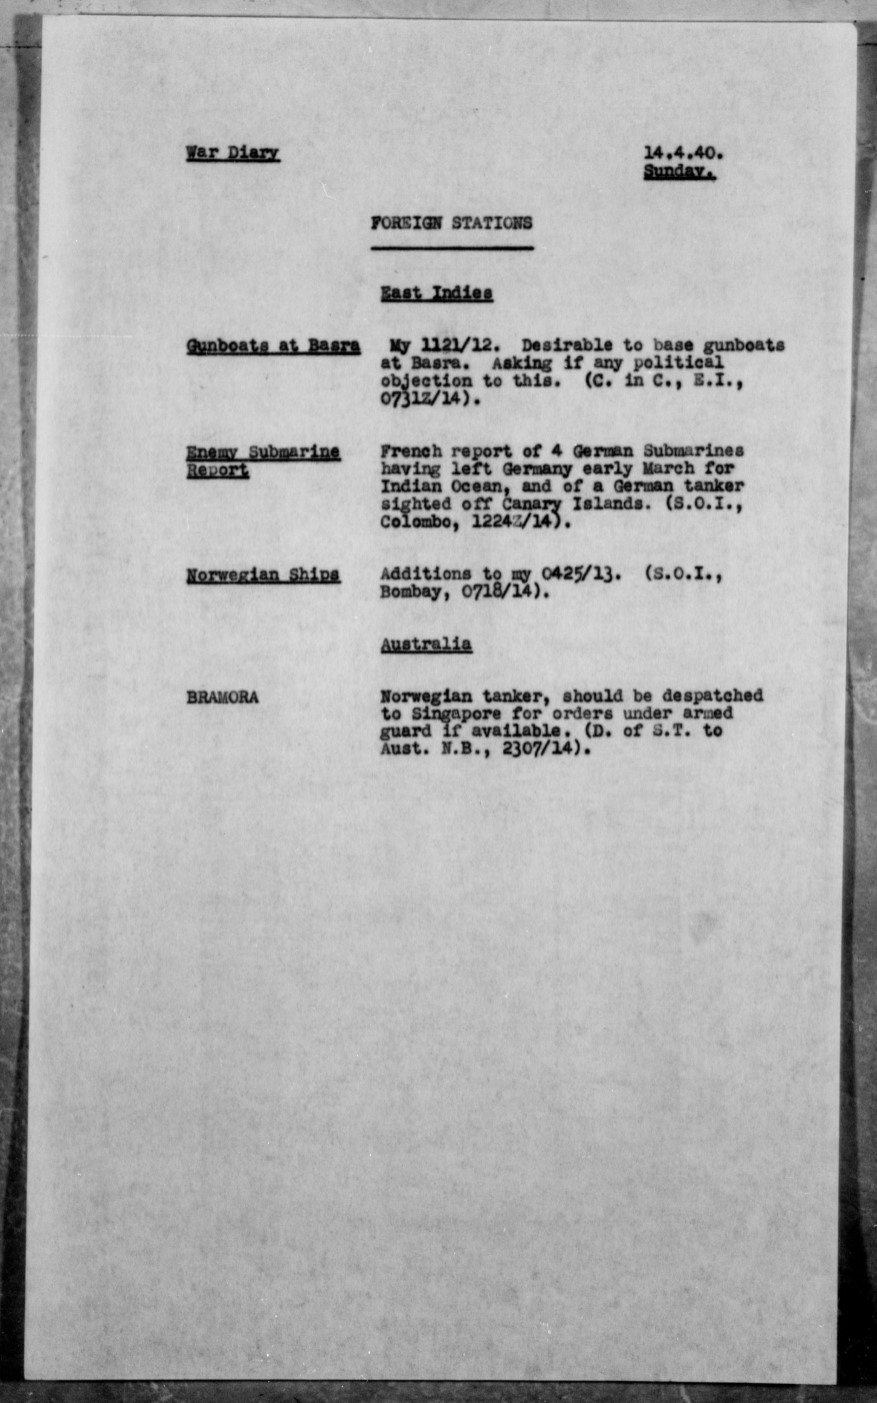 War Diary 14.4.40.
Sunday.
FOREIGN STATIONS
East Indies
Gunboats at Basra My 1121/12. Desirable to base gunboats
at Basra. Asking if any political
objection to this. (C. in C., E.I.,
0731Z/14).
Enemy Submarine French report of 4 German Submarines
Report having left Germany early March for
Indian Ocean, and of a German tanker
sighted off Canary Islands. (S.O.I.,
Colombo, 1224Z/14).
Norwegian Ships Additions to my 0425/13. (S.O.I.,
Bombay, 0718/14).
Australia
BRAMORA Norwegian tanker, should be despatched
to Singapore for orders under armed
guard if available. (D. of S.T. to
Aust. N.B., 2307/14).